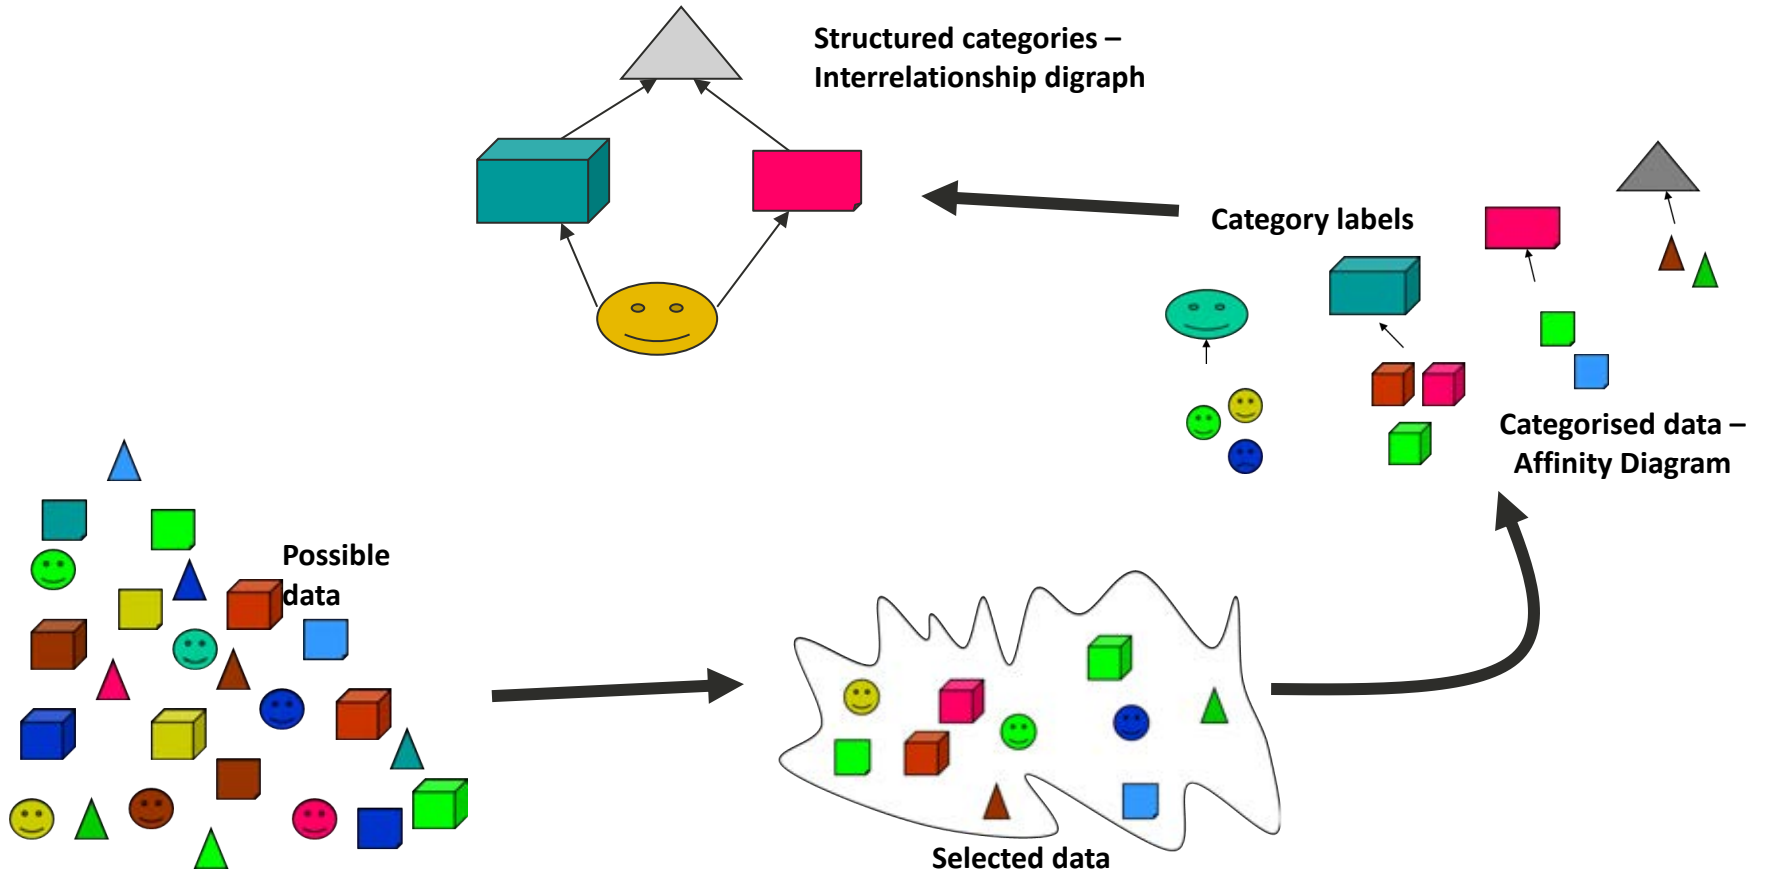 Structured categories –
Interrelationship digraph
Category labels
Categorised data –
Affinity Diagram
Possible
data
Selected data